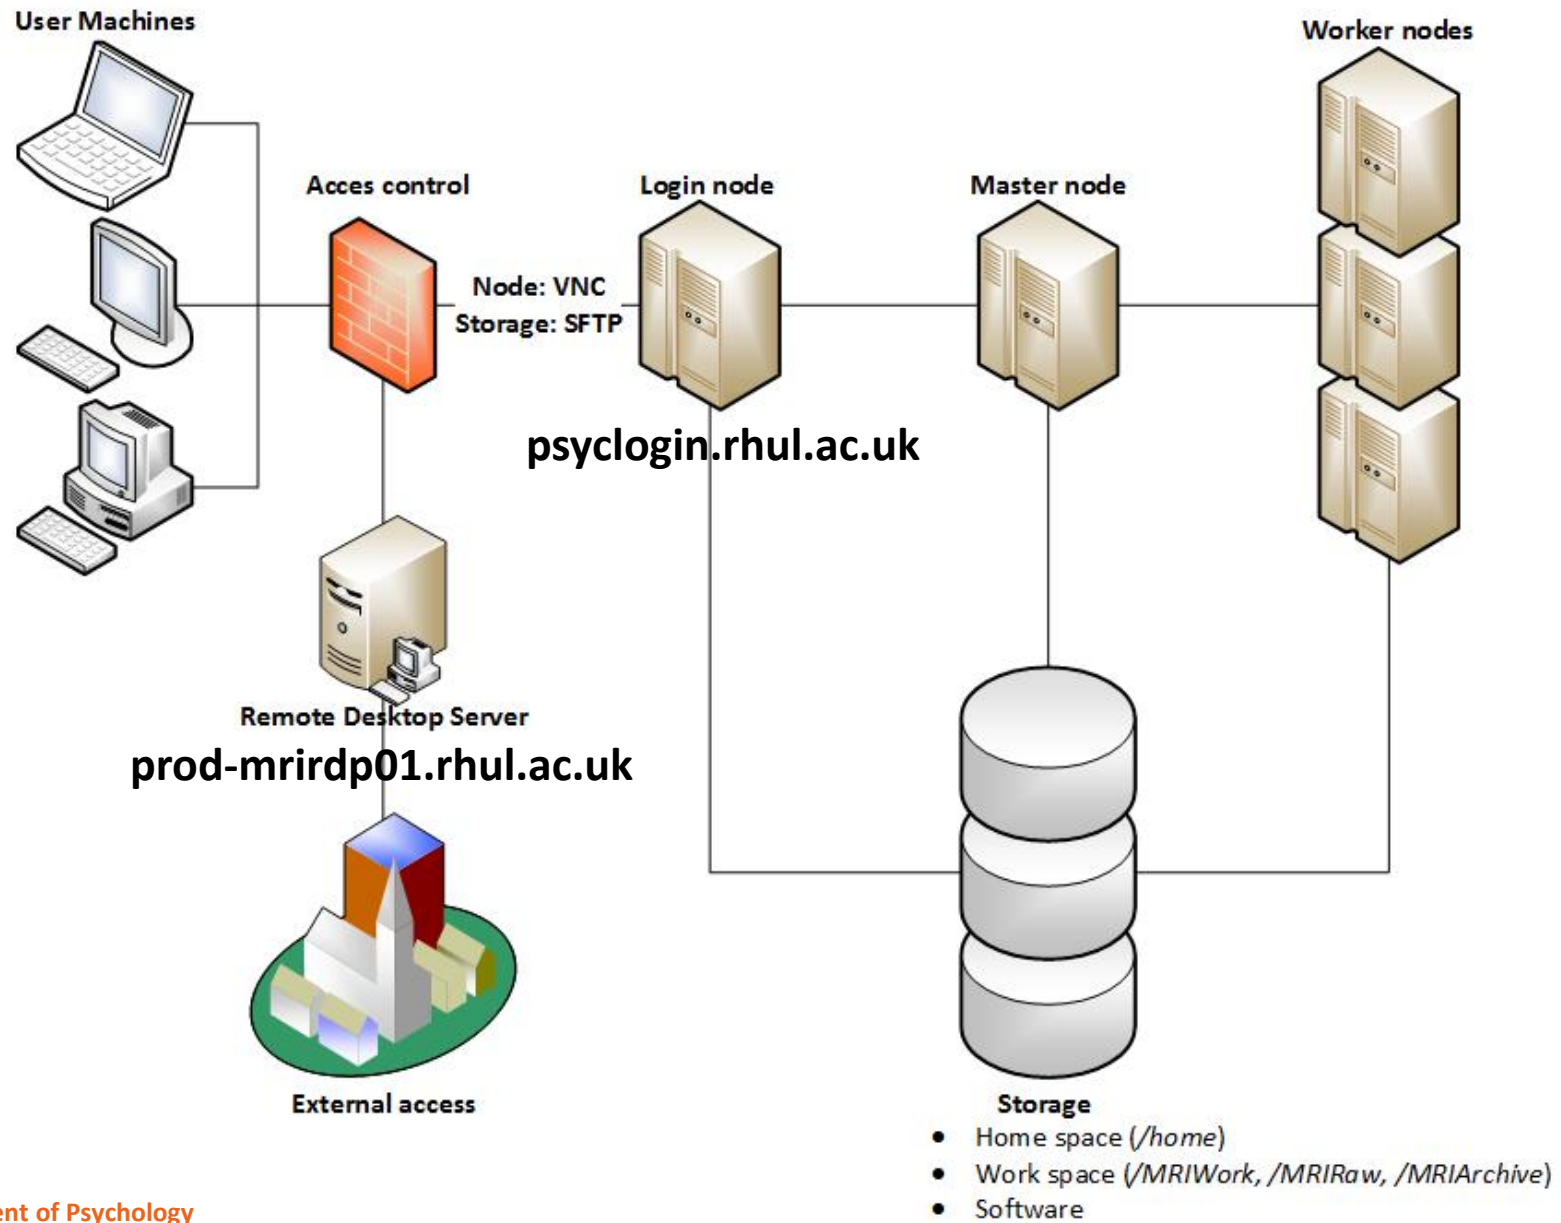 User Machines
Worker nodes
Acces control
Login node
Master node
Node: VNC
Storage: SFTP
psyclogin.rhul.ac.uk
Remote Desktop Server
prod-mrirdp01.rhul.ac.uk
External access
Storage
• Home space (/home)
• Work space (/MRIWork, /MRIRaw, /MRIArchive)
• Software
ent of Psychology